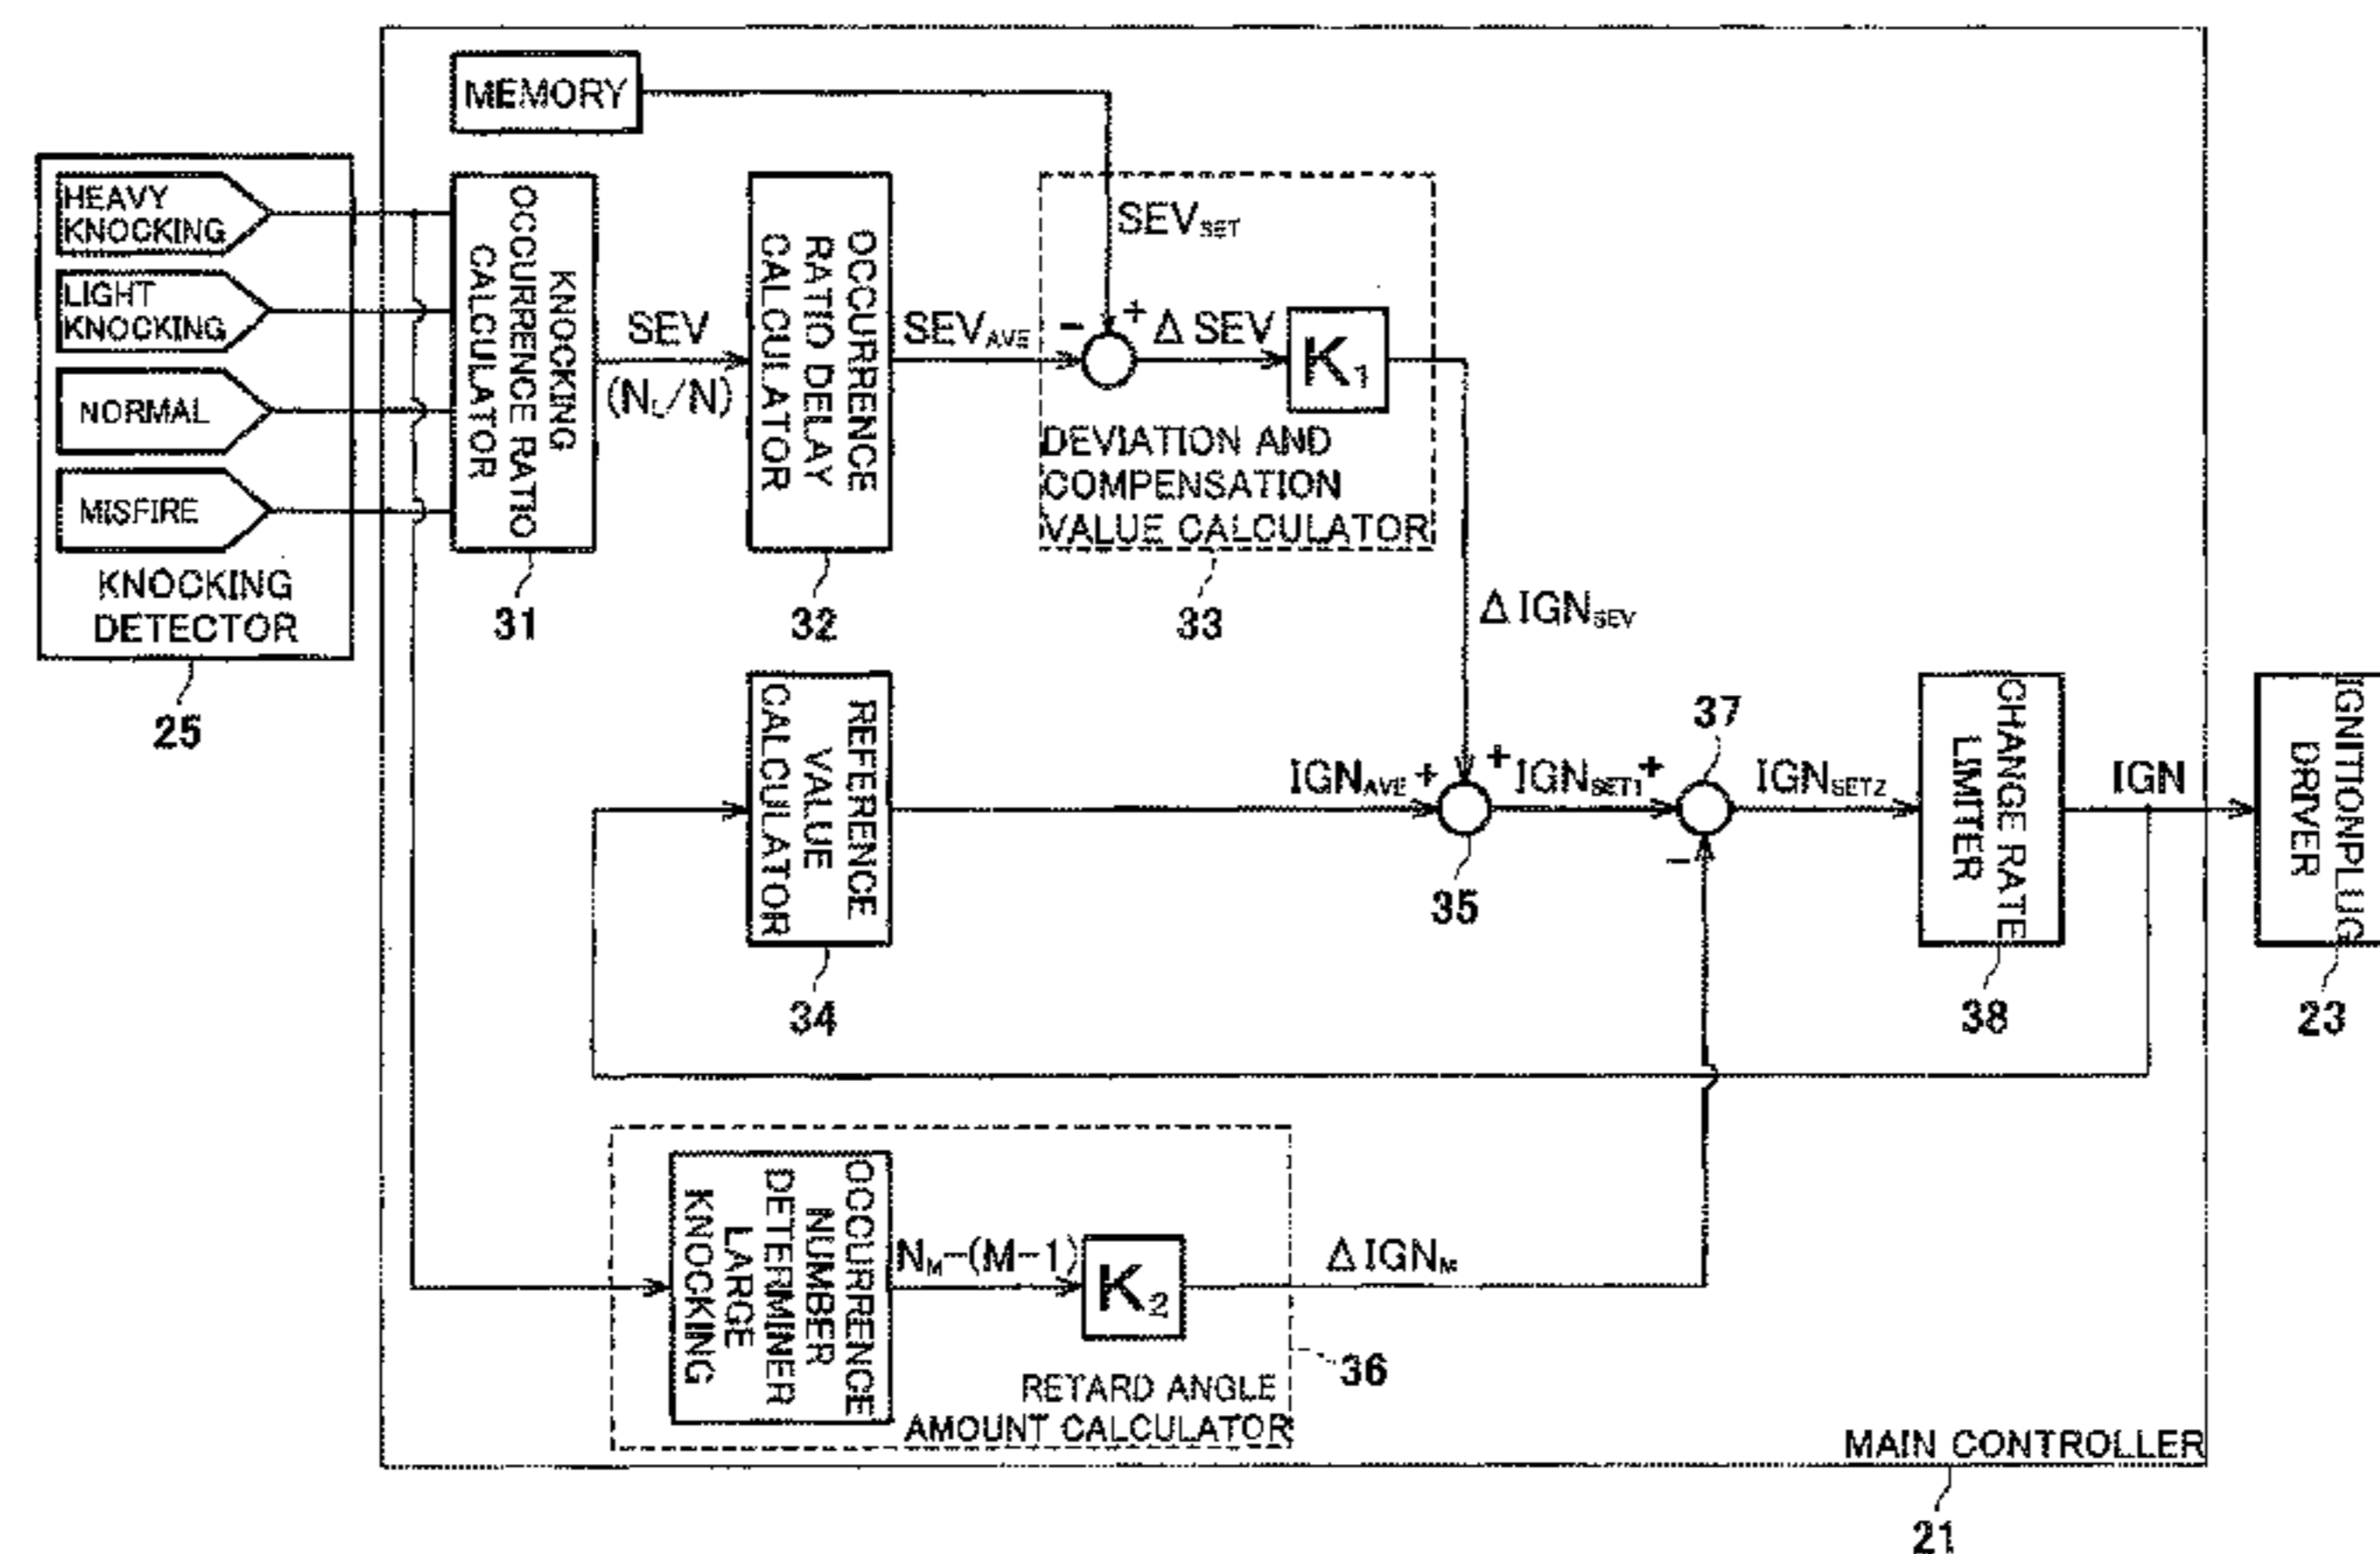 MEMORY
HEAVY
KNOCKING
LIGHT
KNOCKING
NORMAL
MISFIRE
KNOCKING
DETECTOR
25
KNOCKING
OCCURRENCE RATIO
CALCULATOR
31
SEV
(NL/N)
OCCURRENCE
RATIO DELAY
CALCULATOR
32
SEVAVE
SEVSET
- +
Δ SEV
K1
DEVIATION AND
COMPENSATION
VALUE CALCULATOR
33
Δ IGNSEV
REFERENCE
VALUE
CALCULATOR
34
IGNAVE +
+
35
IGNSET1 +
37
-
IGNSET2
CHANGE RATE
LIMITER
38
IGN
IGNITIONPLUG
DRIVER
23
OCCURRENCE
NUMBER
DETERMINER
LARGE
KNOCKING
NM-(M-1)
K2
Δ IGNM
RETARD ANGLE
AMOUNT CALCULATOR
36
MAIN CONTROLLER
21